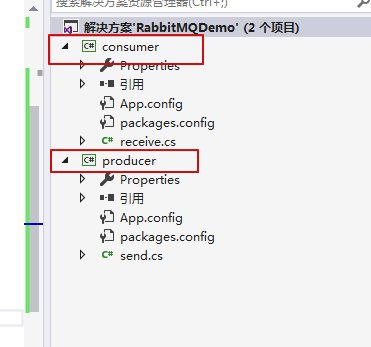 搜索解决方案资源管理器(Ctrl+;)
解决方案'RabbitMQDemo' (2 个项目)
C# consumer
Properties
引用
App.config
packages.config
C# receive.cs
C# producer
Properties
引用
App.config
packages.config
C# send.cs